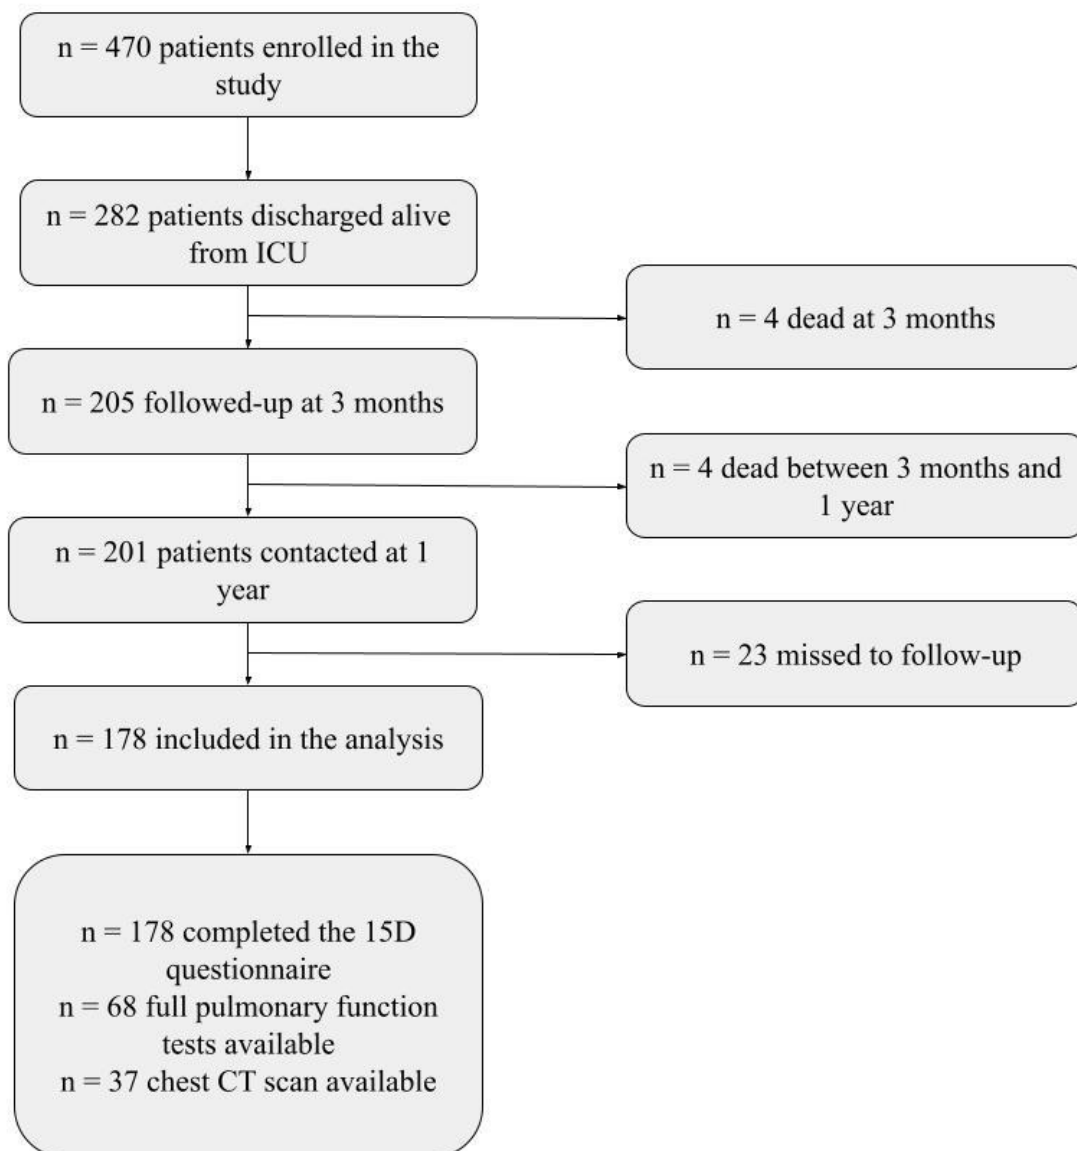 n = 470 patients enrolled in the
study
n = 282 patients discharged alive
from ICU
n = 4 dead at 3 months
n = 205 followed-up at 3 months
n = 4 dead between 3 months and
1 year
n = 201 patients contacted at 1
year
n = 23 missed to follow-up
n = 178 included in the analysis
n = 178 completed the 15D
questionnaire
n = 68 full pulmonary function
tests available
n = 37 chest CT scan available